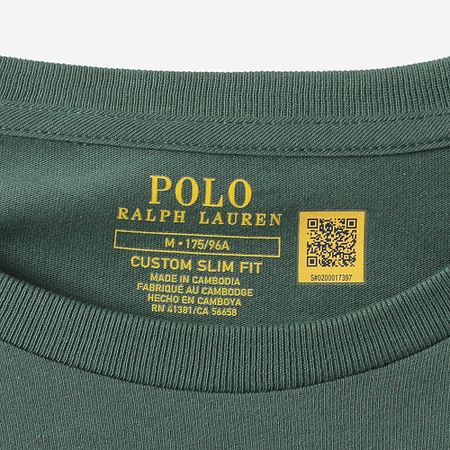 POLO
RALPH LAUREN
M • 175/96A
CUSTOM SLIM FIT
MADE IN CAMBODIA
FABRIQUÉ AU CAMBODGE
HECHO EN CAMBOYA
RN 41381/CA 56658
S#0200017397